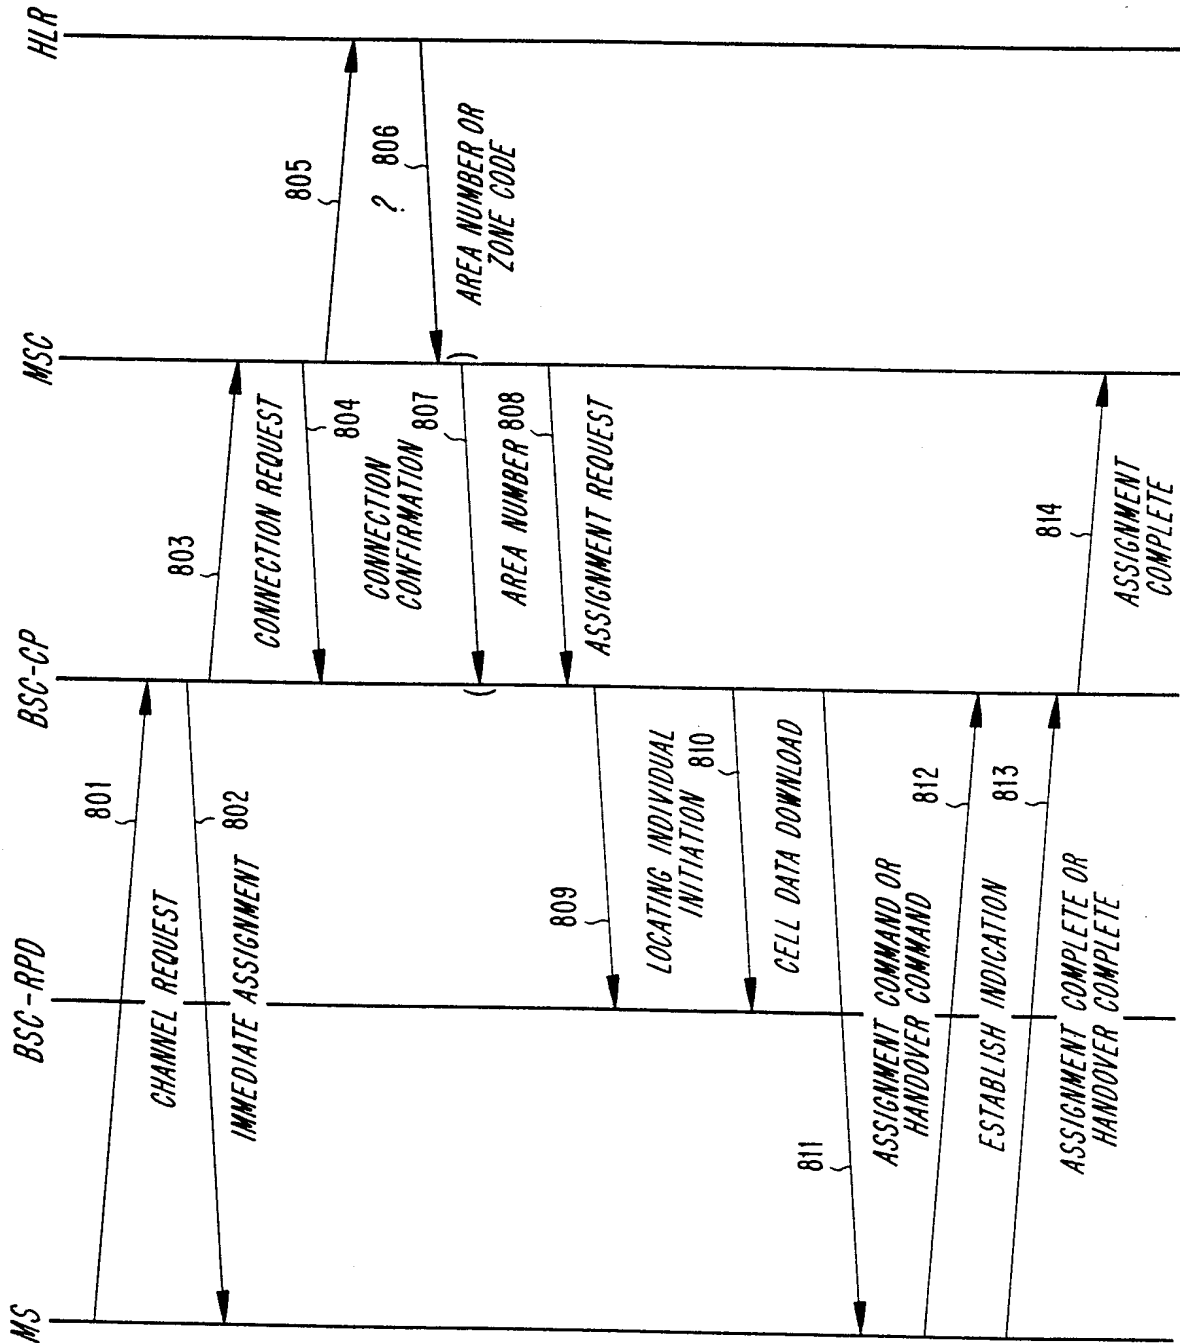 MS
BSC-RPD
BSC-CP
MSC
HLR
801
CHANNEL REQUEST
802
IMMEDIATE ASSIGNMENT
803
CONNECTION REQUEST
804
CONNECTION
CONFIRMATION
805
?
806
AREA NUMBER OR
ZONE CODE
807
AREA NUMBER
808
ASSIGNMENT REQUEST
809
LOCATING INDIVIDUAL
INITIATION
810
CELL DATA DOWNLOAD
811
ASSIGNMENT COMMAND OR
HANDOVER COMMAND
812
ESTABLISH INDICATION
813
ASSIGNMENT COMPLETE OR
HANDOVER COMPLETE
814
ASSIGNMENT
COMPLETE